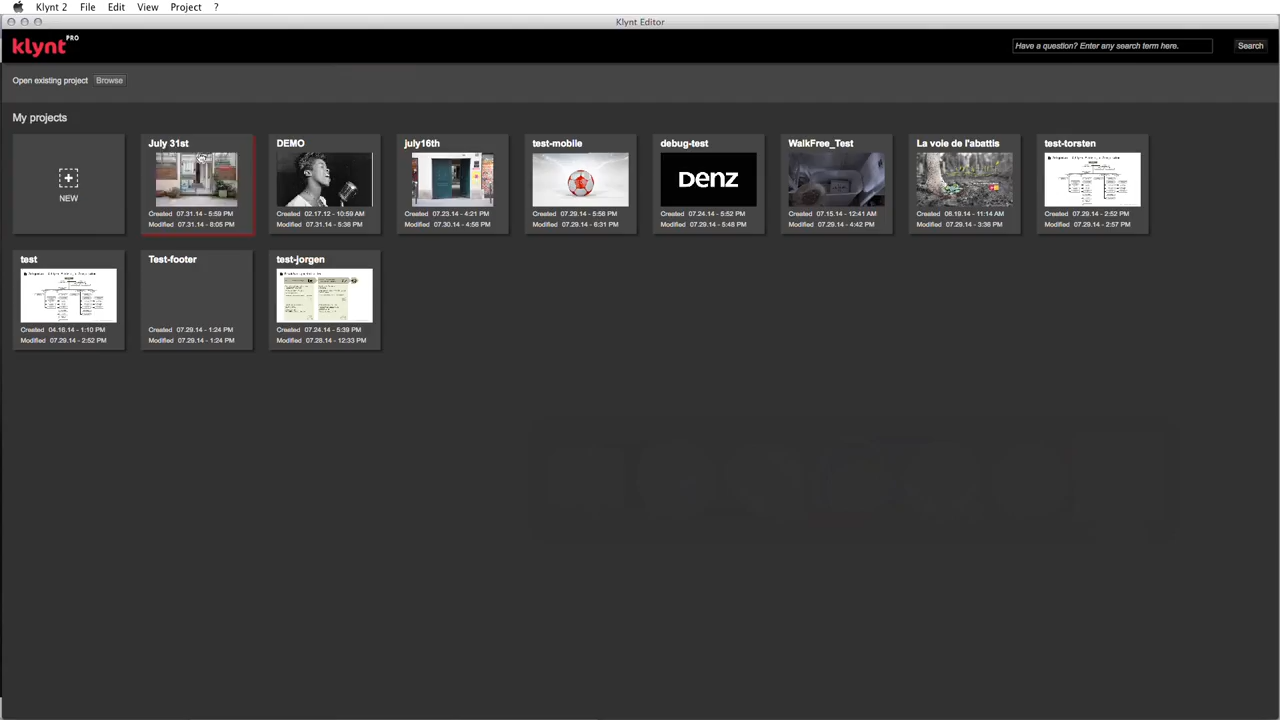 Klynt 2 File Edit View Project ?
Klynt Editor
klynt PRO
Have a question? Enter any search term here. Search
Open existing project Browse
My projects
NEW
July 31st
Created 07.31.14 - 5:59 PM
Modified 07.31.14 - 8:05 PM
DEMO
Created 02.17.12 - 10:59 AM
Modified 07.31.14 - 5:36 PM
july16th
Created 07.23.14 - 4:21 PM
Modified 07.30.14 - 4:56 PM
test-mobile
Created 07.29.14 - 5:56 PM
Modified 07.29.14 - 6:31 PM
debug-test
DENZ
Created 07.24.14 - 5:52 PM
Modified 07.29.14 - 5:48 PM
WalkFree_Test
Created 07.15.14 - 12:41 AM
Modified 07.29.14 - 4:42 PM
La voie de l'abattis
Created 06.19.14 - 11:14 AM
Modified 07.29.14 - 3:36 PM
test-torsten
Created 07.29.14 - 2:52 PM
Modified 07.29.14 - 2:57 PM
test
Created 04.16.14 - 1:10 PM
Modified 07.29.14 - 2:52 PM
Test-footer
Created 07.29.14 - 1:24 PM
Modified 07.29.14 - 1:24 PM
test-jorgen
Created 07.24.14 - 5:39 PM
Modified 07.28.14 - 12:33 PM